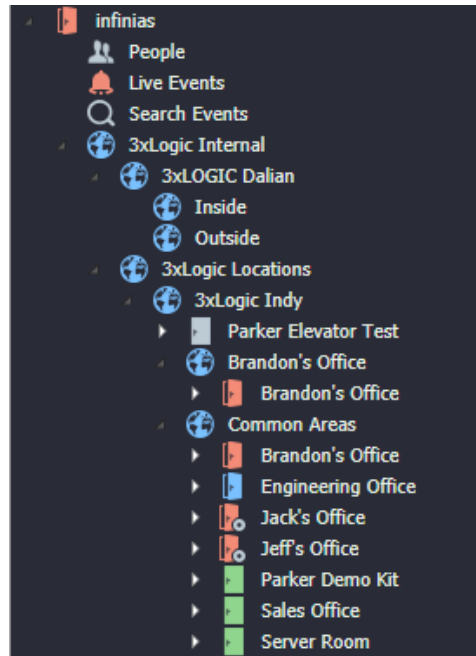 infinias
People
Live Events
Search Events
3xLogic Internal
3xLOGIC Dalian
Inside
Outside
3xLogic Locations
3xLogic Indy
Parker Elevator Test
Brandon's Office
Brandon's Office
Common Areas
Brandon's Office
Engineering Office
Jack's Office
Jeff's Office
Parker Demo Kit
Sales Office
Server Room